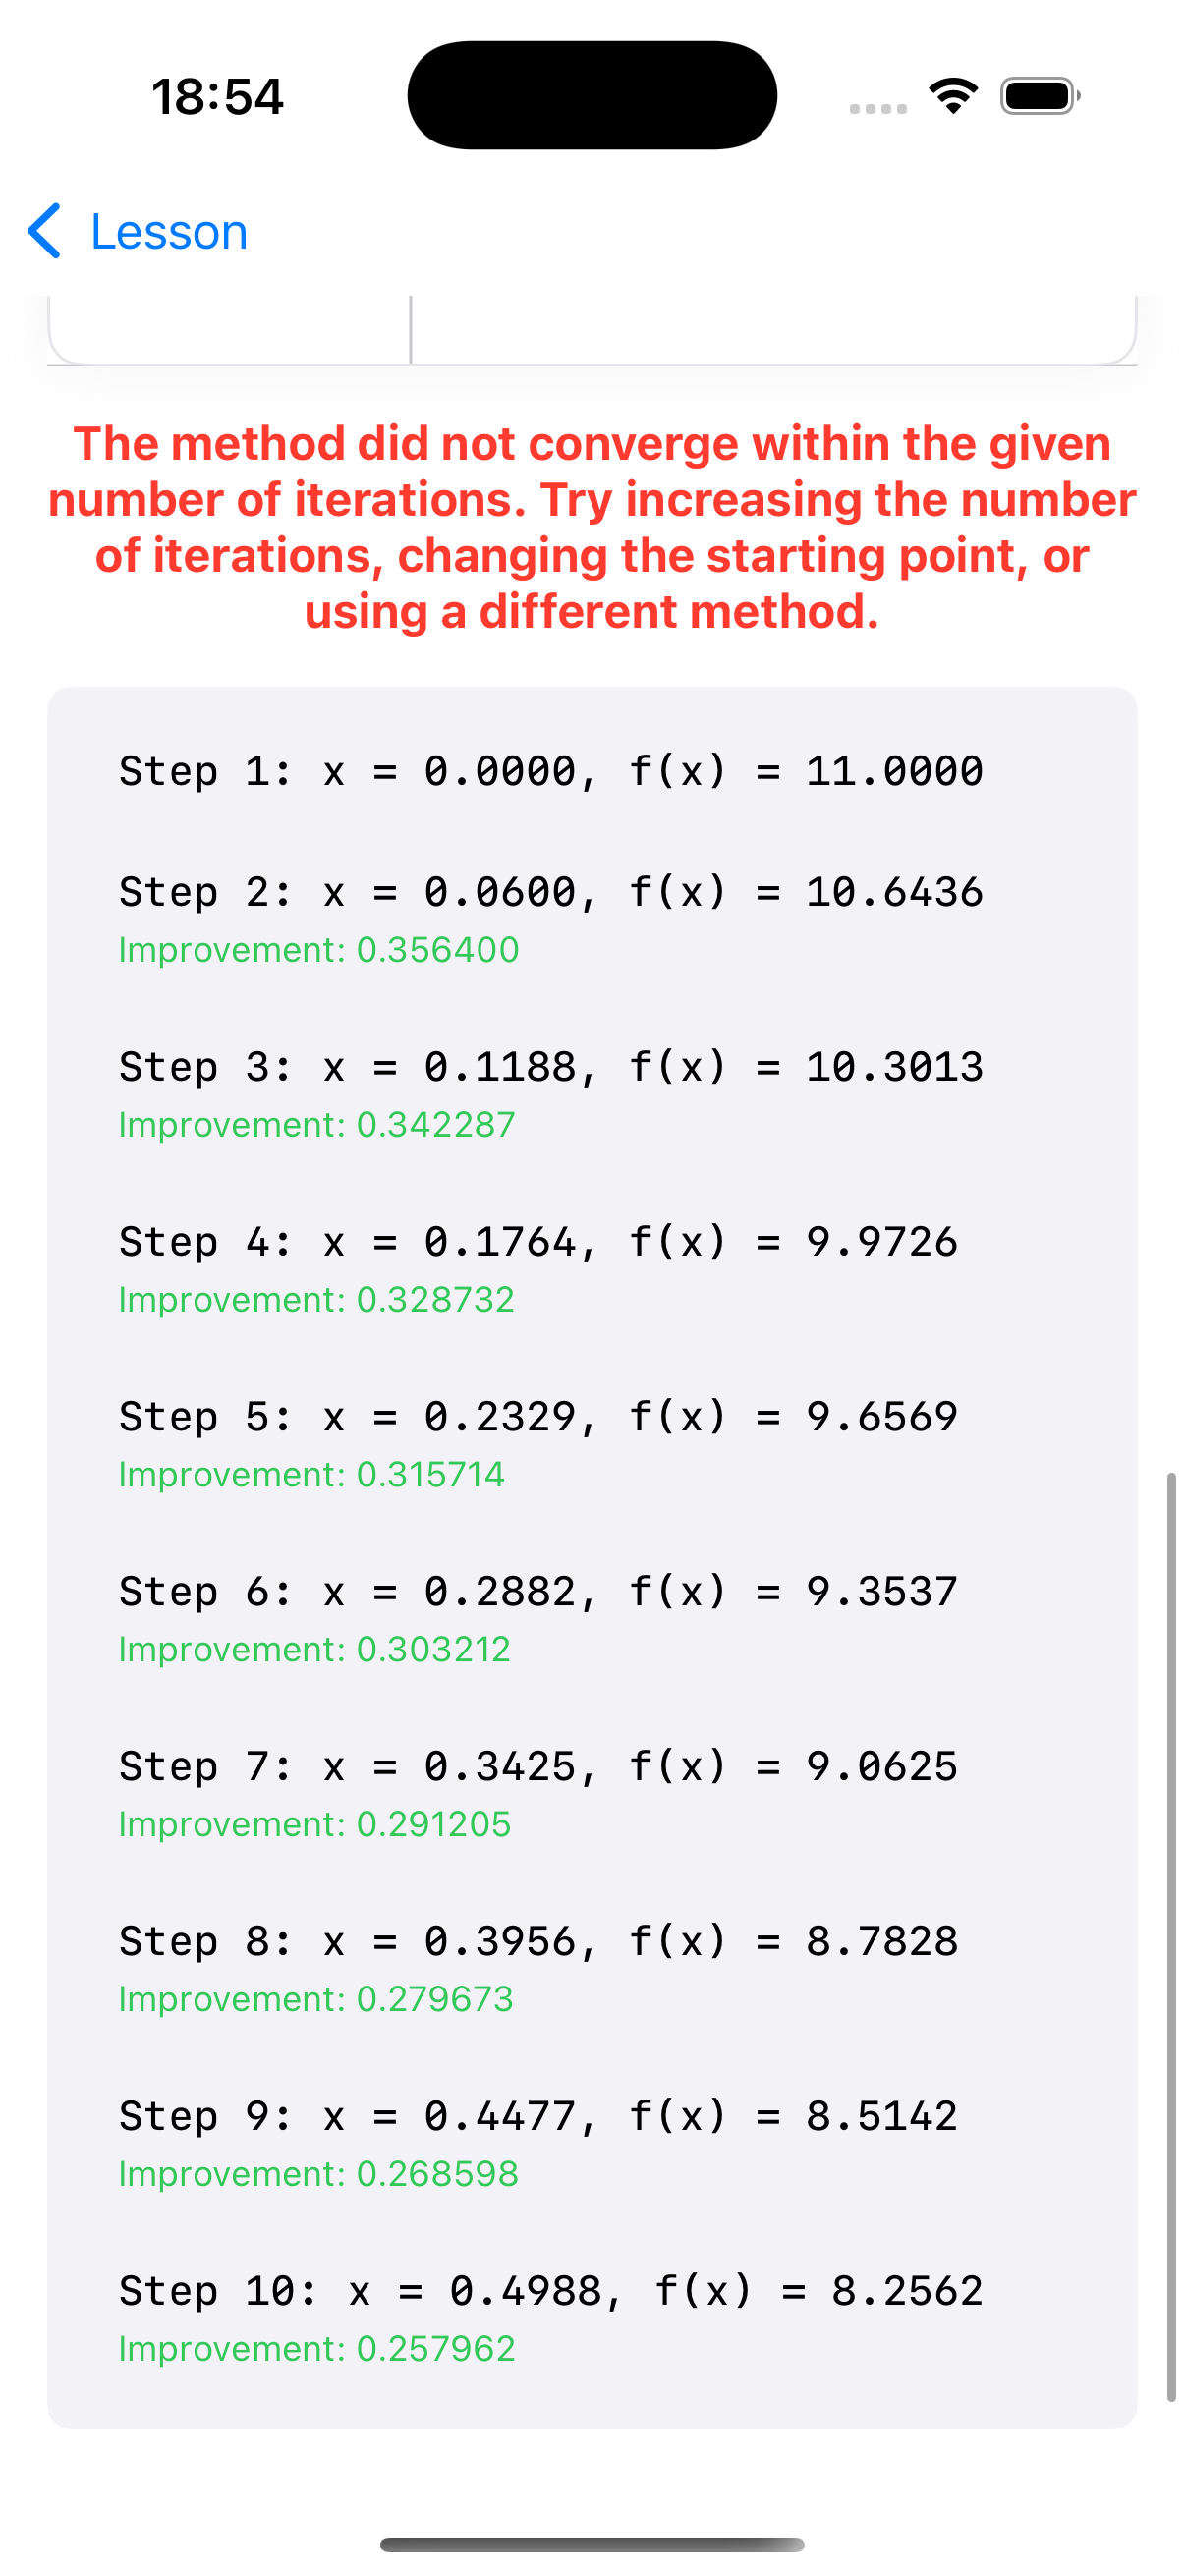 18:54
Lesson
The method did not converge within the given
number of iterations. Try increasing the number
of iterations, changing the starting point, or
using a different method.
Step 1: x = 0.0000, f(x) = 11.0000
Step 2: x = 0.0600, f(x) = 10.6436
Improvement: 0.356400
Step 3: x = 0.1188, f(x) = 10.3013
Improvement: 0.342287
Step 4: x = 0.1764, f(x) = 9.9726
Improvement: 0.328732
Step 5: x = 0.2329, f(x) = 9.6569
Improvement: 0.315714
Step 6: x = 0.2882, f(x) = 9.3537
Improvement: 0.303212
Step 7: x = 0.3425, f(x) = 9.0625
Improvement: 0.291205
Step 8: x = 0.3956, f(x) = 8.7828
Improvement: 0.279673
Step 9: x = 0.4477, f(x) = 8.5142
Improvement: 0.268598
Step 10: x = 0.4988, f(x) = 8.2562
Improvement: 0.257962